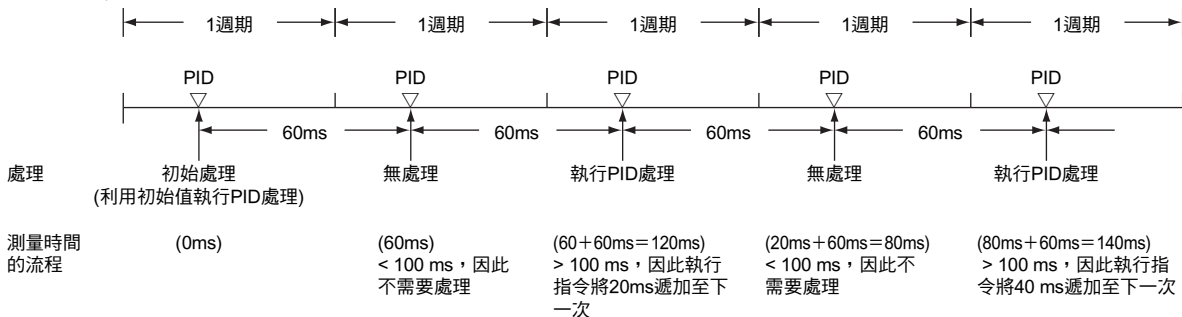 1週期 1週期 1週期 1週期 1週期
PID PID PID PID PID
60ms 60ms 60ms 60ms
處理 初始處理 無處理 執行PID處理 無處理 執行PID處理
(利用初始值執行PID處理)
測量時間 (0ms) (60ms) (60+60ms=120ms) (20ms+60ms=80ms) (80ms+60ms=140ms)
的流程 < 100 ms,因此 > 100 ms,因此執行 < 100 ms,因此不 > 100 ms,因此執行指
不需要處理 指令將20ms遞加至下 需要處理 令將40 ms遞加至下一次
一次